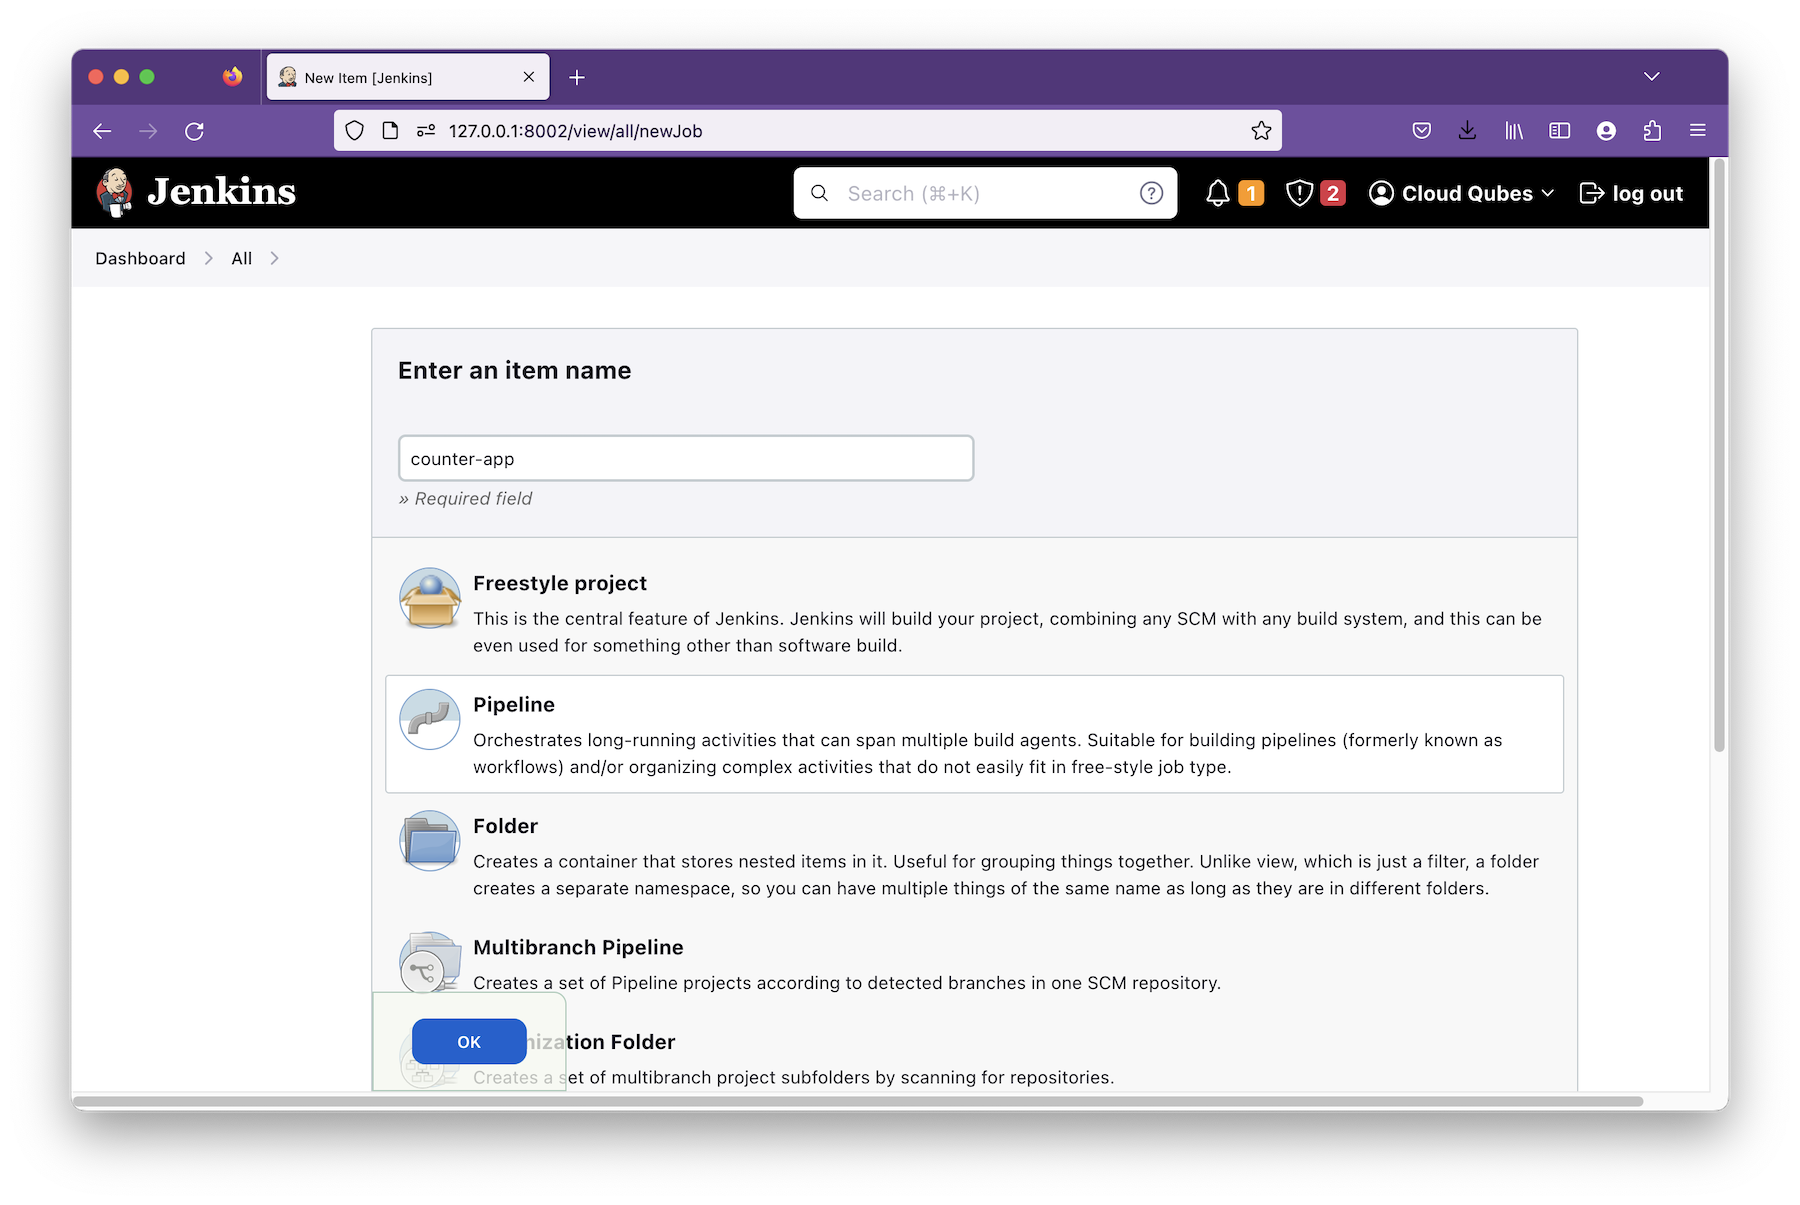 New Item [Jenkins]
127.0.0.1:8002/view/all/newJob
Jenkins
Search (⌘+K)
1
2
Cloud Qubes
log out
Dashboard
All
Enter an item name
counter-app
» Required field
Freestyle project
This is the central feature of Jenkins. Jenkins will build your project, combining any SCM with any build system, and this can be
even used for something other than software build.
Pipeline
Orchestrates long-running activities that can span multiple build agents. Suitable for building pipelines (formerly known as
workflows) and/or organizing complex activities that do not easily fit in free-style job type.
Folder
Creates a container that stores nested items in it. Useful for grouping things together. Unlike view, which is just a filter, a folder
creates a separate namespace, so you can have multiple things of the same name as long as they are in different folders.
Multibranch Pipeline
Creates a set of Pipeline projects according to detected branches in one SCM repository.
OK
nization Folder
Creates a set of multibranch project subfolders by scanning for repositories.